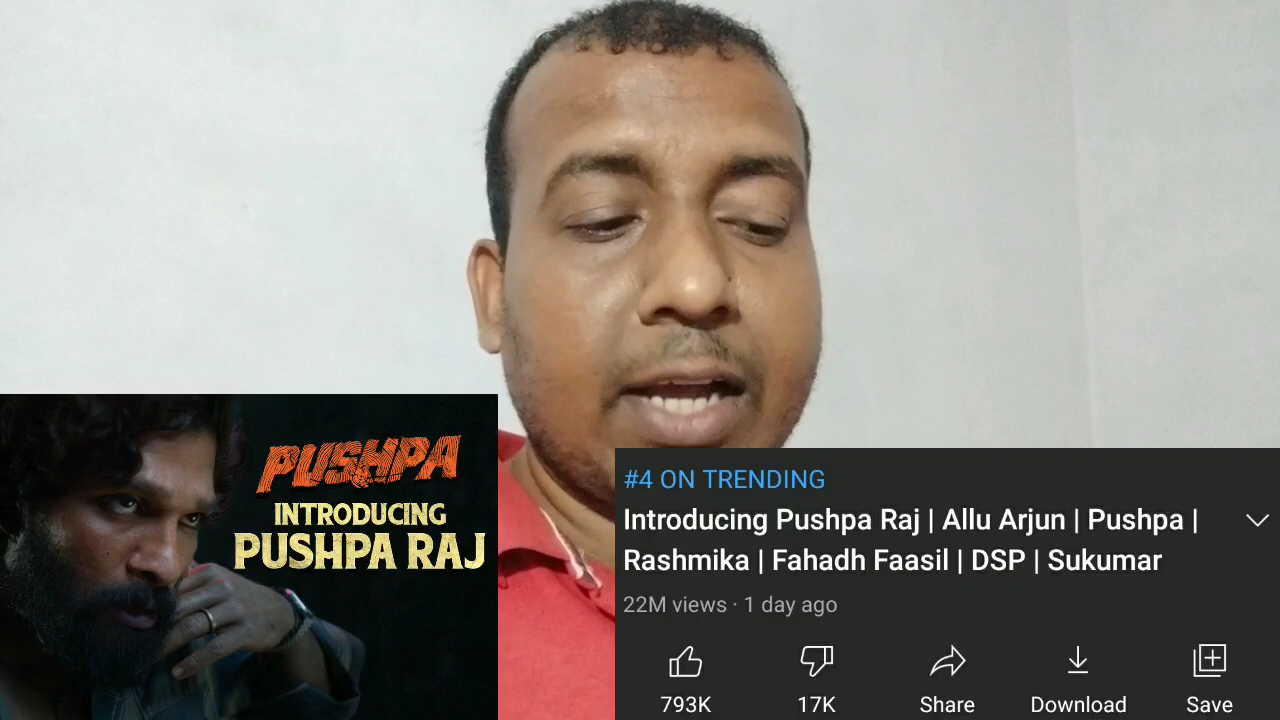 PUSHPA
INTRODUCING
PUSHPA RAJ
#4 ON TRENDING
Introducing Pushpa Raj | Allu Arjun | Pushpa |
Rashmika | Fahadh Faasil | DSP | Sukumar
22M views · 1 day ago
793K 17K Share Download Save